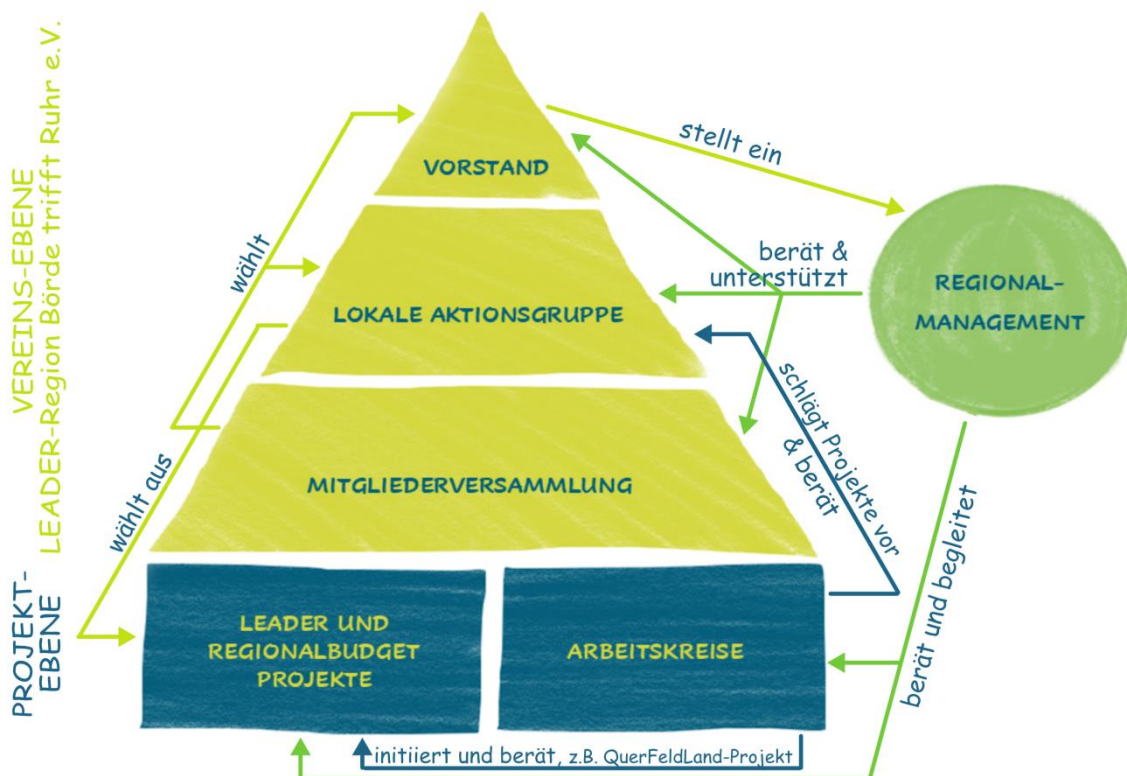 VEREINS-EBENE
LEADER-Region Börde trifft Ruhr e.V.
PROJEKT-
EBENE
VORSTAND
LOKALE AKTIONSGRUPPE
MITGLIEDERVERSAMMLUNG
LEADER UND
REGIONALBUDGET
PROJEKTE
ARBEITSKREISE
REGIONAL-
MANAGEMENT
wählt
wählt aus
stellt ein
berät &
unterstützt
schlägt Projekte vor
& berät
berät und begleitet
initiiert und berät, z.B. QuerFeldLand-Projekt